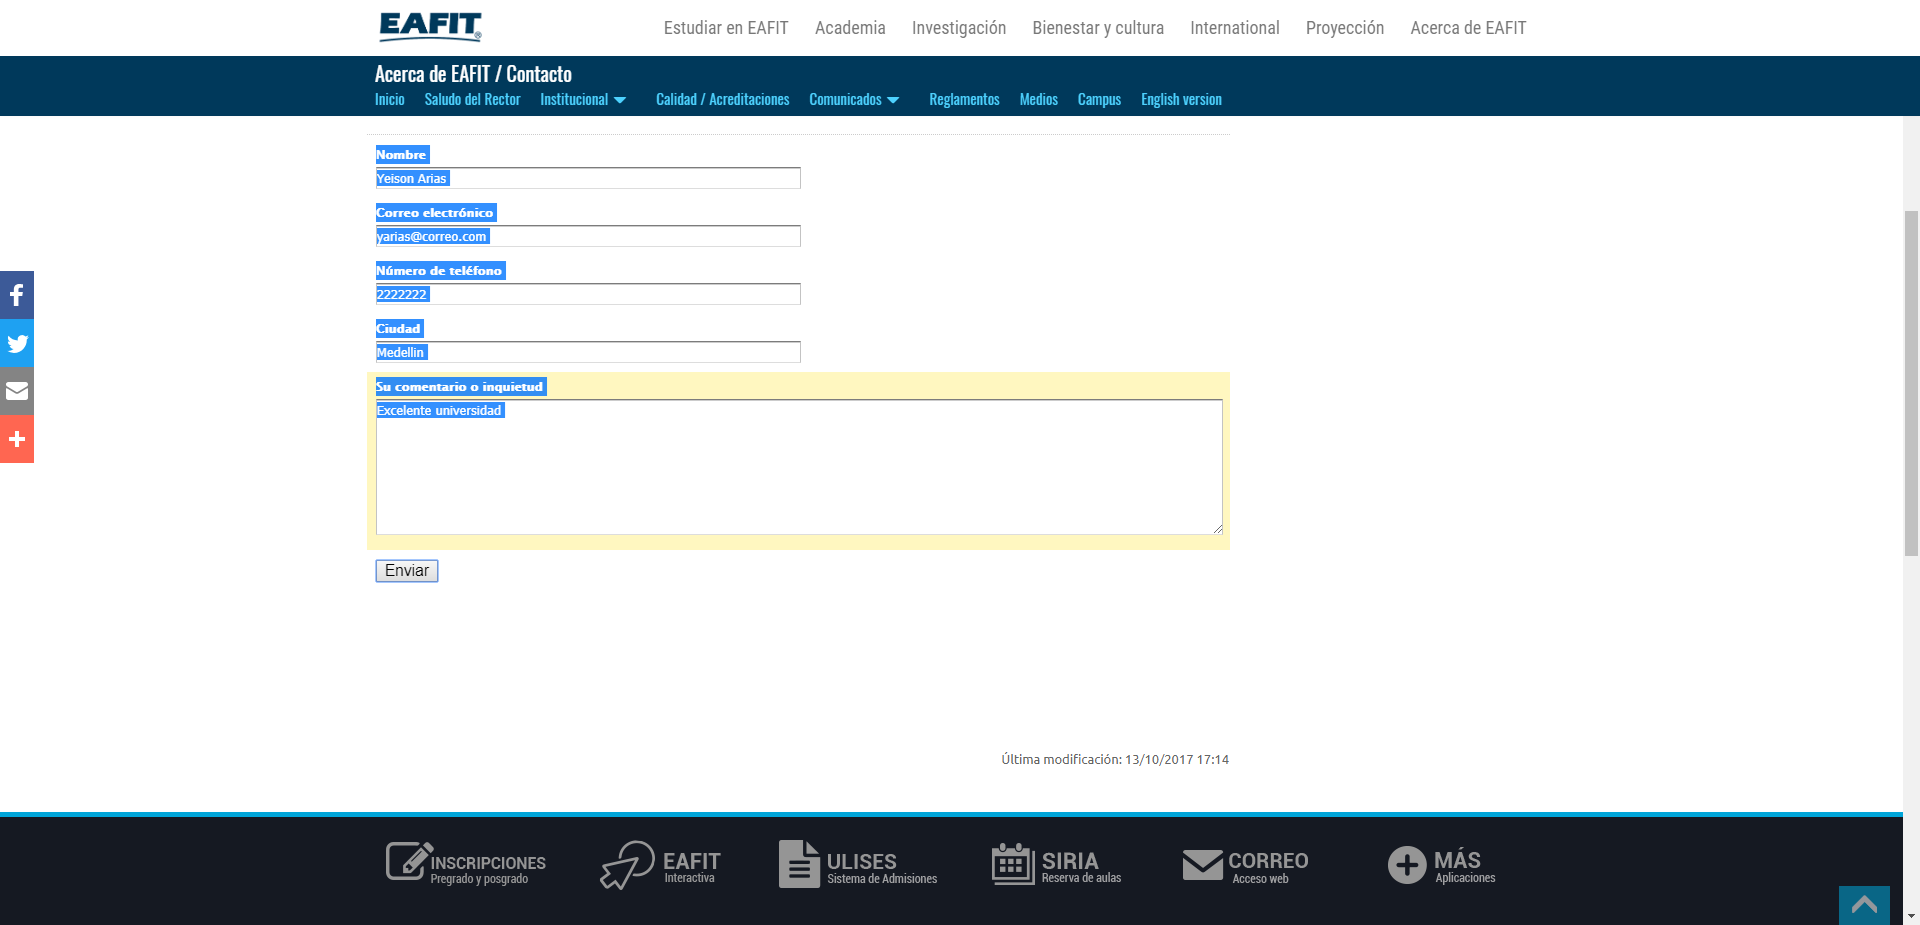 EAFIT®
Estudiar en EAFIT Academia Investigación Bienestar y cultura International Proyección Acerca de EAFIT
Acerca de EAFIT / Contacto
Inicio Saludo del Rector Institucional Calidad / Acreditaciones Comunicados Reglamentos Medios Campus English version
Nombre
Yeison Arias
Correo electrónico
yarias@correo.com
Número de teléfono
2222222
Ciudad
Medellin
Su comentario o inquietud
Excelente universidad
Enviar
Última modificación: 13/10/2017 17:14
INSCRIPCIONES
Pregrado y posgrado
EAFIT
Interactiva
ULISES
Sistema de Admisiones
SIRIA
Reserva de aulas
CORREO
Acceso web
MÁS
Aplicaciones